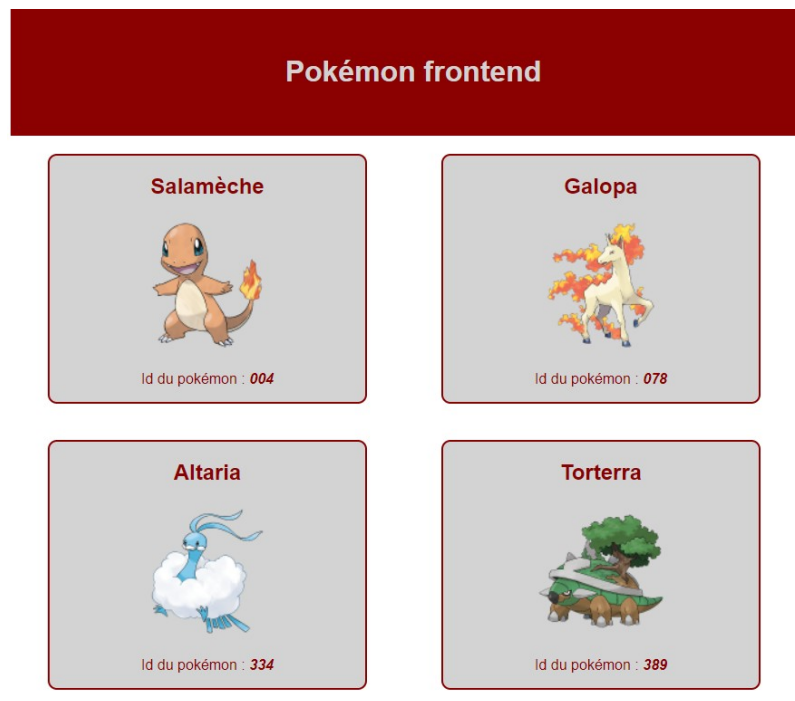 Pokémon frontend
Salamèche
Id du pokémon : 004
Galopa
Id du pokémon : 078
Altaria
Id du pokémon : 334
Torterra
Id du pokémon : 389